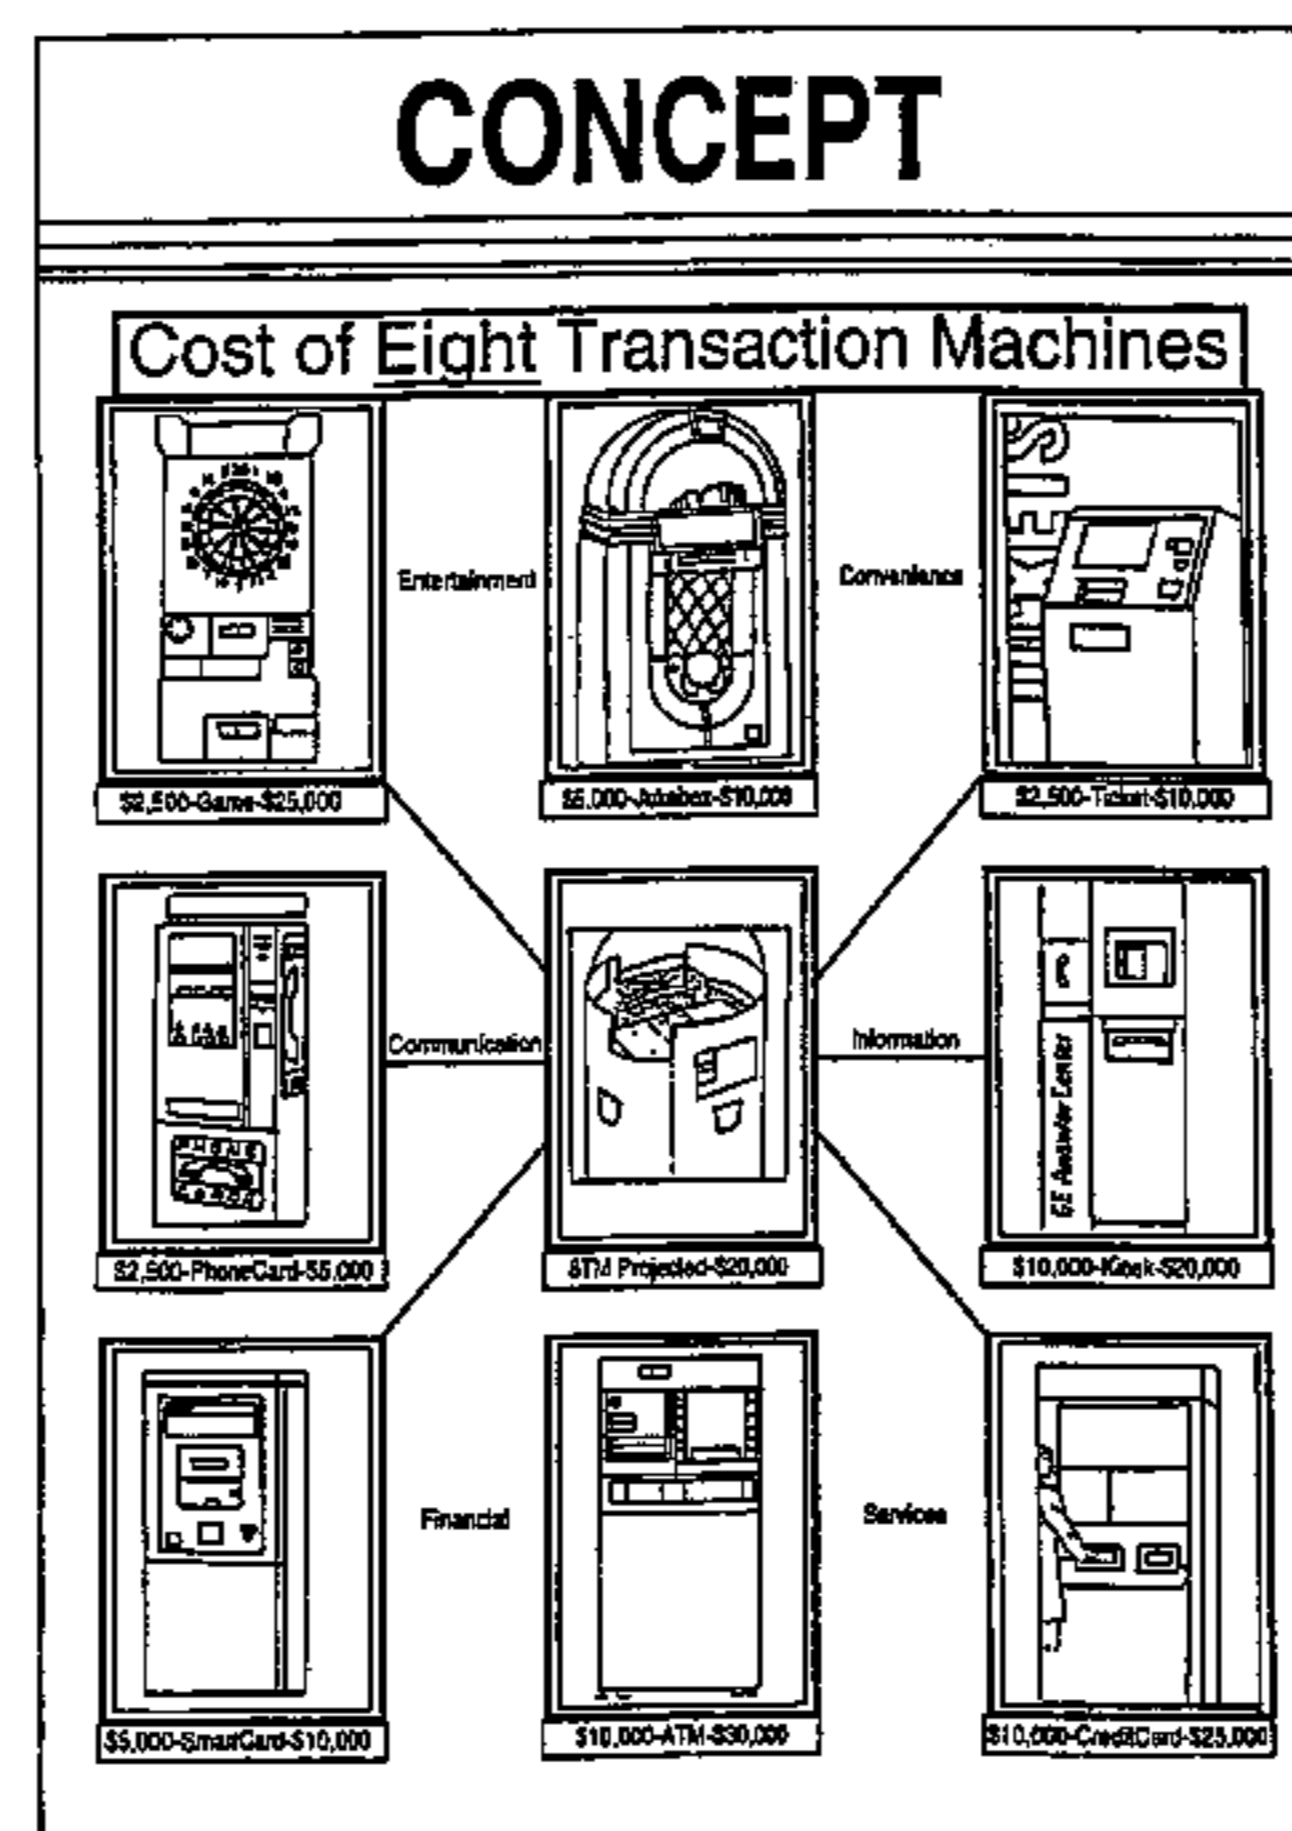 CONCEPT
Cost of Eight Transaction Machines
TICKETS
Entertainment
Convenience
$2,500-Game-$25,000
$5,000-Jukebox-$10,000
$2,500-Ticket-$10,000
Communication
Information
GE Answer Center
PHONE
CARDS
$2,500-PhoneCard-$5,000
Projected-$20,000
$10,000-Kiosk-$20,000
Financial
Services
$5,000-SmartCard-$10,000
$10,000-ATM-$30,000
$10,000-CreditCard-$25,000